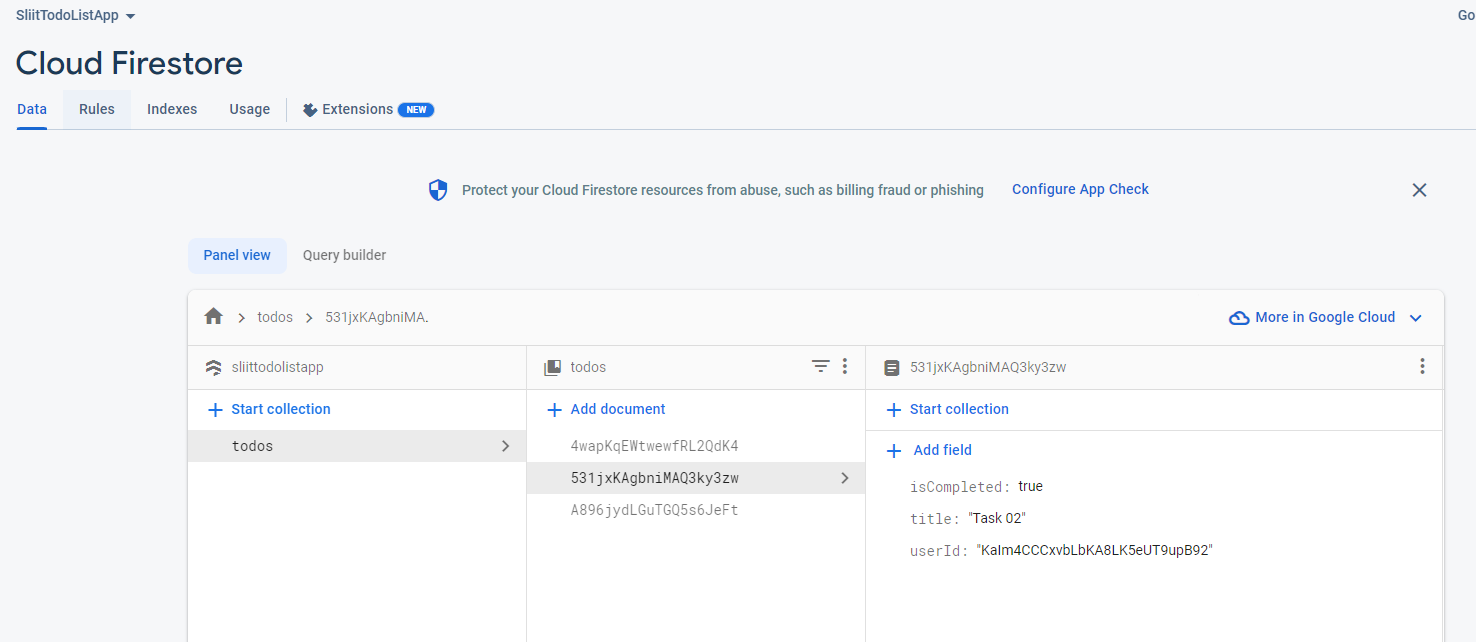 SliitTodoListApp
Go
Cloud Firestore
Data Rules Indexes Usage Extensions NEW
Protect your Cloud Firestore resources from abuse, such as billing fraud or phishing Configure App Check
Panel view Query builder
todos 531jxKAgbniMA.
More in Google Cloud
sliittodolistapp
todos
531jxKAgbniMAQ3ky3zw
Start collection
Add document
Start collection
todos
4wapKqEWtwewfRL2QdK4
531jxKAgbniMAQ3ky3zw
A896jydLGuTGQ5s6JeFt
Add field
isCompleted: true
title: "Task 02"
userId: "KaIm4CCCxvbLbKA8LK5eUT9upB92"